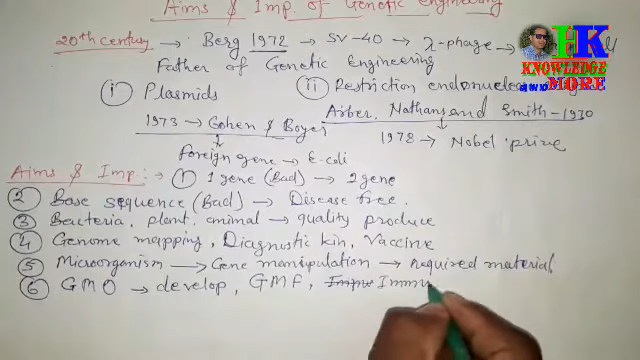 Aims & Imp. of Genetic engineering
20th century → Berg 1972 → SV-40 → λ-phage →
Father of Genetic Engineering
HK
KNOWLEDGE
AND MORE
i Plasmids
ii Restriction endonuclease
Arber, Nathans and Smith - 1970
1973 → Cohen & Boyer
1978 → Nobel prize
Foreign gene → E-coli
Aims & Imp :→ 1 1 gene (Bad) → 2 gene
2 Base sequence (Bad) → Disease free.
3 Bacteria, plant, animal → quality produce
4 Genome mapping, Diagnostic kin, Vaccine
5 Microorganism → Gene manipulation → required material
6 GMO → develop, GMF, Immu